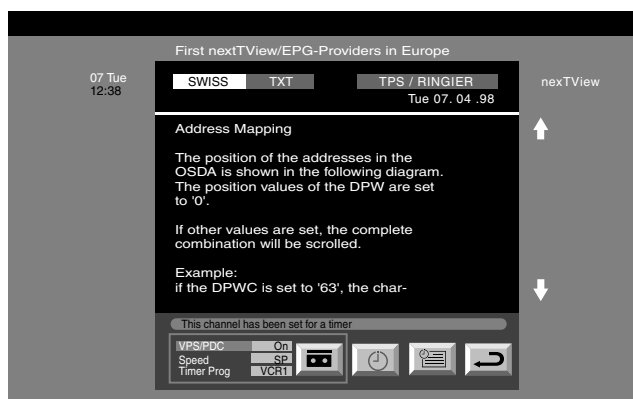 First nextTView/EPG-Providers in Europe
07 Tue
12:38
SWISS TXT TPS / RINGIER
Tue 07. 04 .98
nexTView
Address Mapping
The position of the addresses in the
OSDA is shown in the following diagram.
The position values of the DPW are set
to '0'.
If other values are set, the complete
combination will be scrolled.
Example:
if the DPWC is set to '63', the char-
This channel has been set for a timer
VPS/PDC On
Speed SP
Timer Prog VCR1